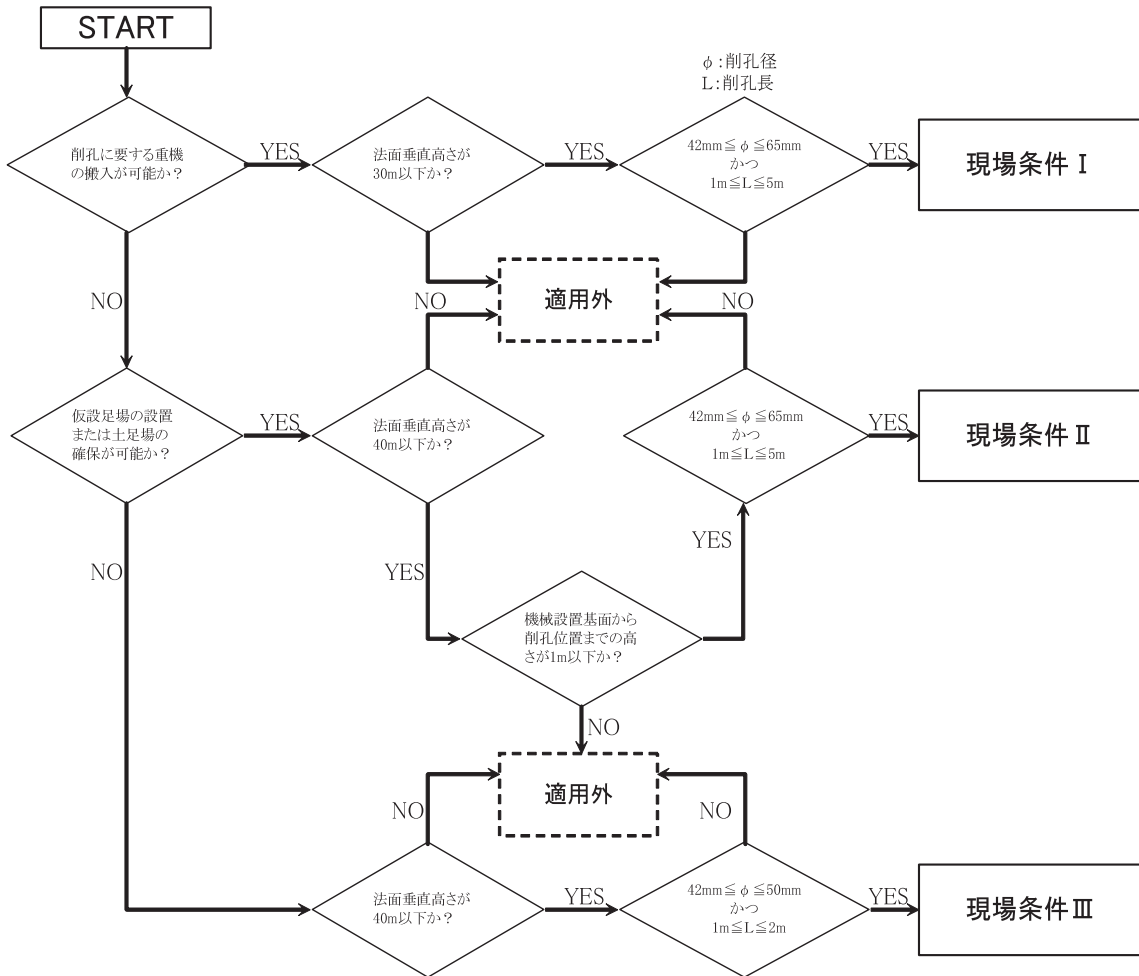 START
φ:削孔径
L:削孔長
削孔に要する重機
の搬入が可能か？
YES
法面垂直高さが
30m以下か？
YES
42mm≦φ≦65mm
かつ
1m≦L≦5m
YES
現場条件 Ⅰ
NO
適用外
NO
NO
仮設足場の設置
または土足場の
確保が可能か？
YES
法面垂直高さが
40m以下か？
42mm≦φ≦65mm
かつ
1m≦L≦5m
YES
現場条件 Ⅱ
NO
YES
YES
機械設置基面から
削孔位置までの高
さが1m以下か？
NO
適用外
NO
NO
法面垂直高さが
40m以下か？
YES
42mm≦φ≦50mm
かつ
1m≦L≦2m
YES
現場条件Ⅲ